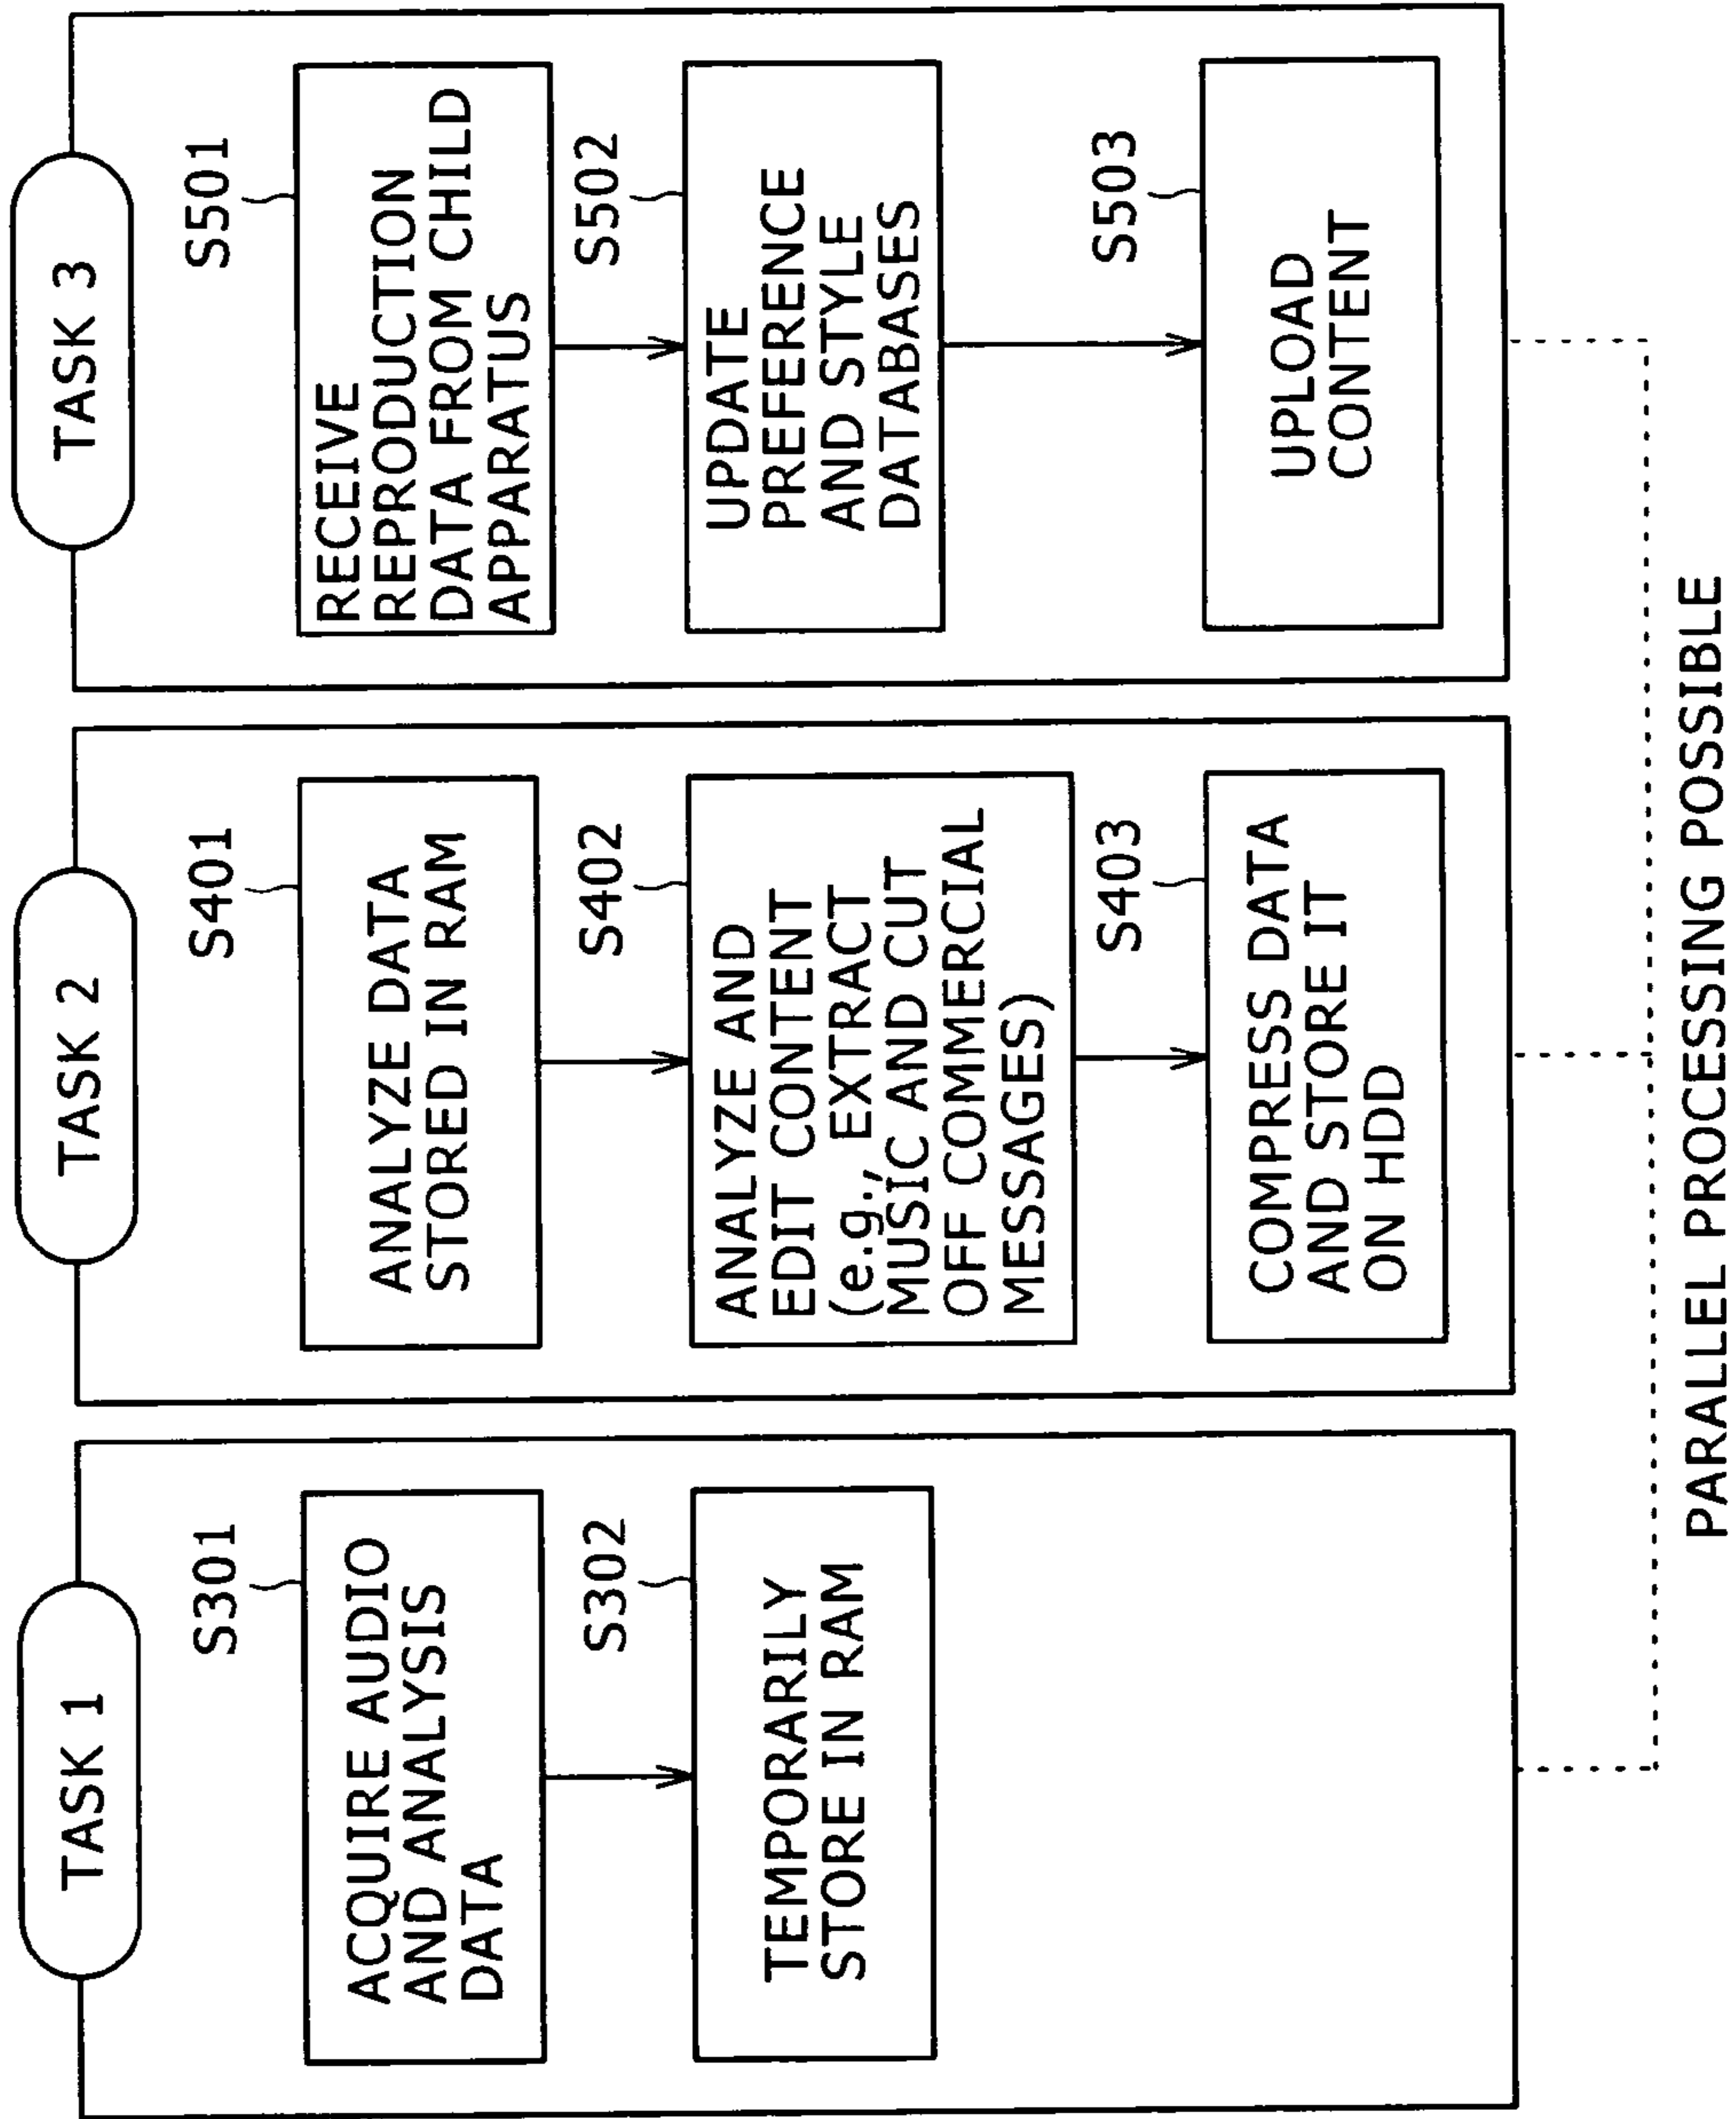 TASK 1
S301
ACQUIRE AUDIO
AND ANALYSIS
DATA
S302
TEMPORARILY
STORE IN RAM
TASK 2
S401
ANALYZE DATA
STORED IN RAM
S402
ANALYZE AND
EDIT CONTENT
(e.g., EXTRACT
MUSIC AND CUT
OFF COMMERCIAL
MESSAGES)
S403
COMPRESS DATA
AND STORE IT
ON HDD
TASK 3
S501
RECEIVE
REPRODUCTION
DATA FROM CHILD
APPARATUS
S502
UPDATE
PREFERENCE
AND STYLE
DATABASES
S503
UPLOAD
CONTENT
PARALLEL PROCESSING POSSIBLE